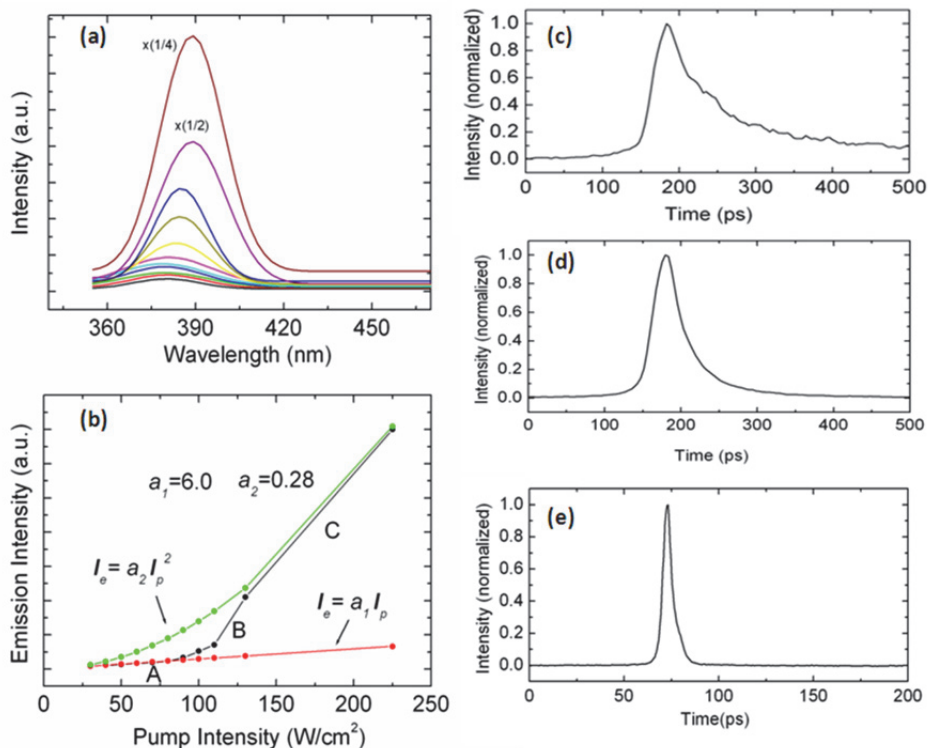 (a)
x(1/4)
x(1/2)
Intensity (a.u.)
360 390 420 450
Wavelength (nm)
(b)
a₁=6.0 a₂=0.28
C
Iₑ = a₂ Iₚ²
Iₑ = a₁ Iₚ
B
A
Emission Intensity (a.u.)
0 50 100 150 200 250
Pump Intensity (W/cm²)
(c)
Intensity (normalized)
1.0
0.8
0.6
0.4
0.2
0.0
0 100 200 300 400 500
Time (ps)
(d)
Intensity (normalized)
1.0
0.8
0.6
0.4
0.2
0.0
0 100 200 300 400 500
Time (ps)
(e)
Intensity (normalized)
1.0
0.8
0.6
0.4
0.2
0.0
0 50 100 150 200
Time(ps)